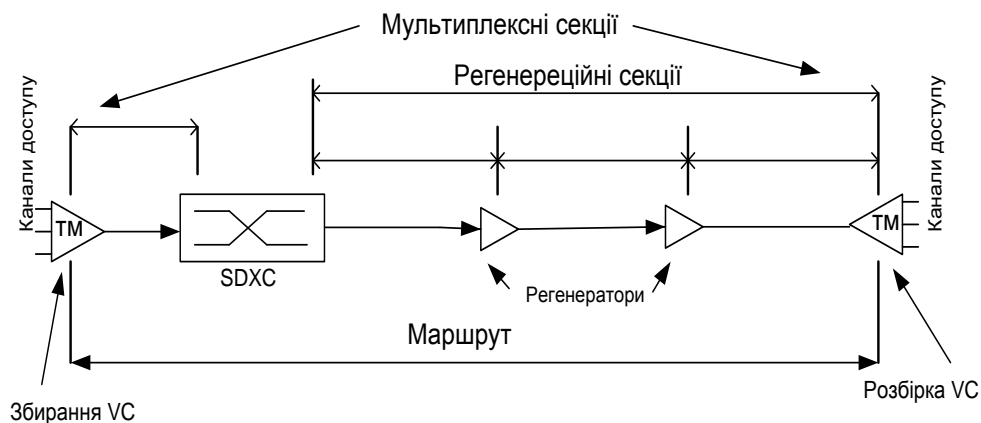 Мультиплексні секції
Регенереційні секції
Канали доступу
Канали доступу
TM
TM
SDXC
Регенератори
Маршрут
Розбірка VC
Збирання VC